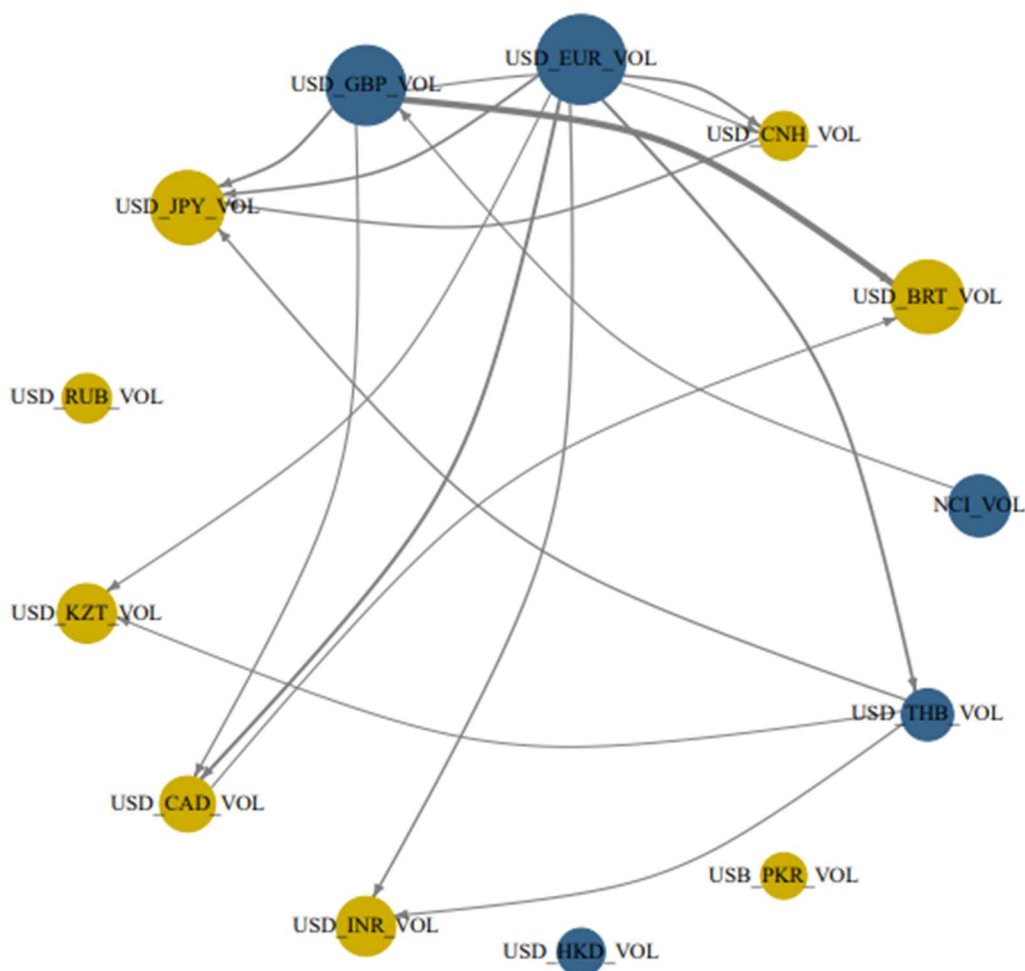 USD_EUR_VOL
USD_GBP_VOL
USD_CNH_VOL
USD_JPY_VOL
USD_BRT_VOL
USD_RUB_VOL
NCI_VOL
USD_KZT_VOL
USD_THB_VOL
USD_CAD_VOL
USB_PKR_VOL
USD_INR_VOL
USD_HKD_VOL